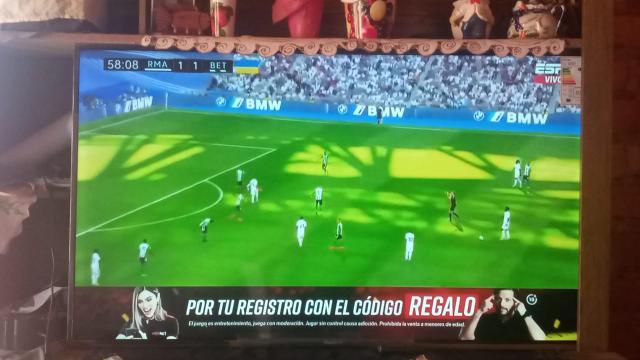 58:08 RMA 1 1 BET
ESPN
VIVO
BMW BMW BMW BMW
POR TU REGISTRO CON EL CÓDIGO REGALO
El juego es entretenimiento, juega con moderación. Jugar sin control causa adicción. Prohibida la venta a menores de edad.
18